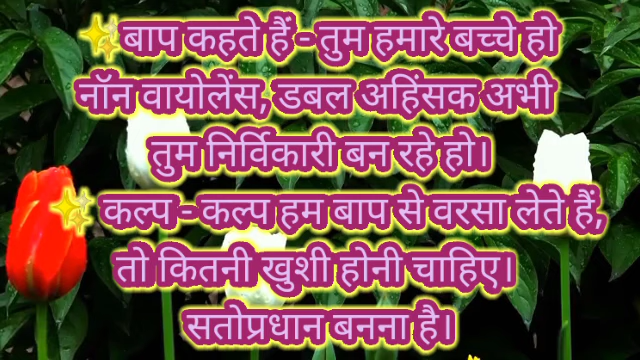 ✨बाप कहते हैं - तुम हमारे बच्चे हो
नॉन वायोलेंस, डबल अहिंसक अभी
तुम निर्विकारी बन रहे हो।
✨ कल्प - कल्प हम बाप से वरसा लेते हैं,
तो कितनी खुशी होनी चाहिए।
सतोप्रधान बनना है।